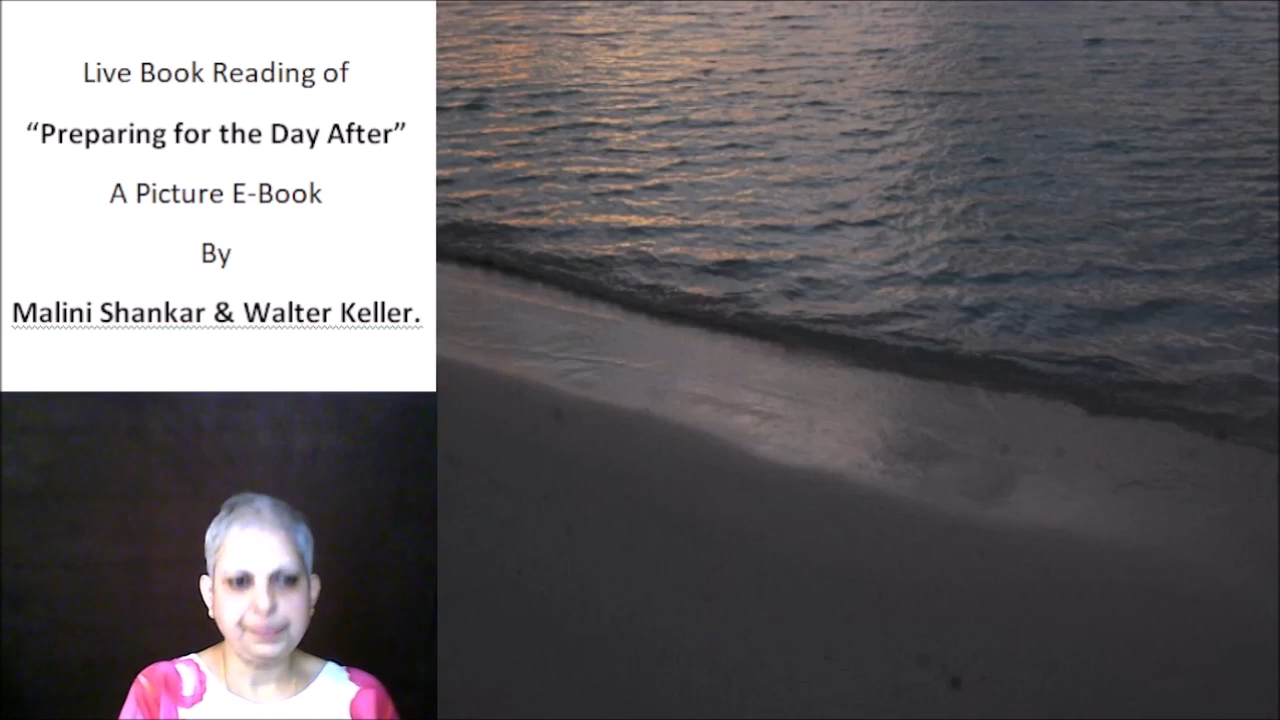 Live Book Reading of
“Preparing for the Day After”
A Picture E-Book
By
Malini Shankar & Walter Keller.